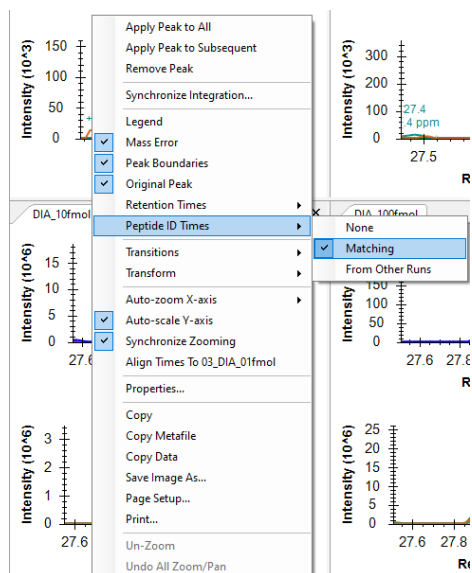 Intensity (10^3)
150
100
50
0
Intensity (10^3)
300
200
100
0
27.4
.4 ppm
27.5
R
Apply Peak to All
Apply Peak to Subsequent
Remove Peak
Synchronize Integration...
Legend
Mass Error
Peak Boundaries
Original Peak
Retention Times
Peptide ID Times
Transitions
Transform
Auto-zoom X-axis
Auto-scale Y-axis
Synchronize Zooming
Align Times To 03_DIA_01fmol
Properties...
Copy
Copy Metafile
Copy Data
Save Image As...
Page Setup...
Print...
Un-Zoom
Undo All Zoom/Pan
None
Matching
From Other Runs
DIA_10fmol
DIA_100fmol
Intensity (10^6)
15
10
5
0
27.6
Intensity (10^6)
150
100
50
0
27.6 27.8
R
Intensity (10^6)
3
2
1
0
27.6
Intensity (10^6)
25
20
15
10
5
0
27.6 27.8
Re